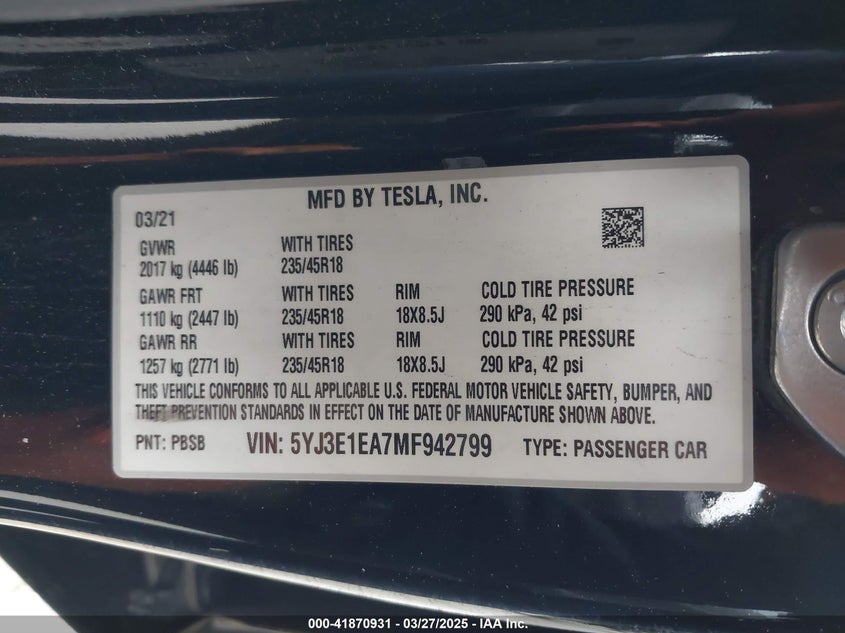 MFD BY TESLA, INC.
03/21
GVWR WITH TIRES
2017 kg (4446 lb) 235/45R18
GAWR FRT WITH TIRES RIM COLD TIRE PRESSURE
1110 kg (2447 lb) 235/45R18 18X8.5J 290 kPa, 42 psi
GAWR RR WITH TIRES RIM COLD TIRE PRESSURE
1257 kg (2771 lb) 235/45R18 18X8.5J 290 kPa, 42 psi
THIS VEHICLE CONFORMS TO ALL APPLICABLE U.S. FEDERAL MOTOR VEHICLE SAFETY, BUMPER, AND
THEFT PREVENTION STANDARDS IN EFFECT ON THE DATE OF MANUFACTURE SHOWN ABOVE.
PNT: PBSB VIN: 5YJ3E1EA7MF942799 TYPE: PASSENGER CAR
000-41870931 - 03/27/2025 - IAA Inc.